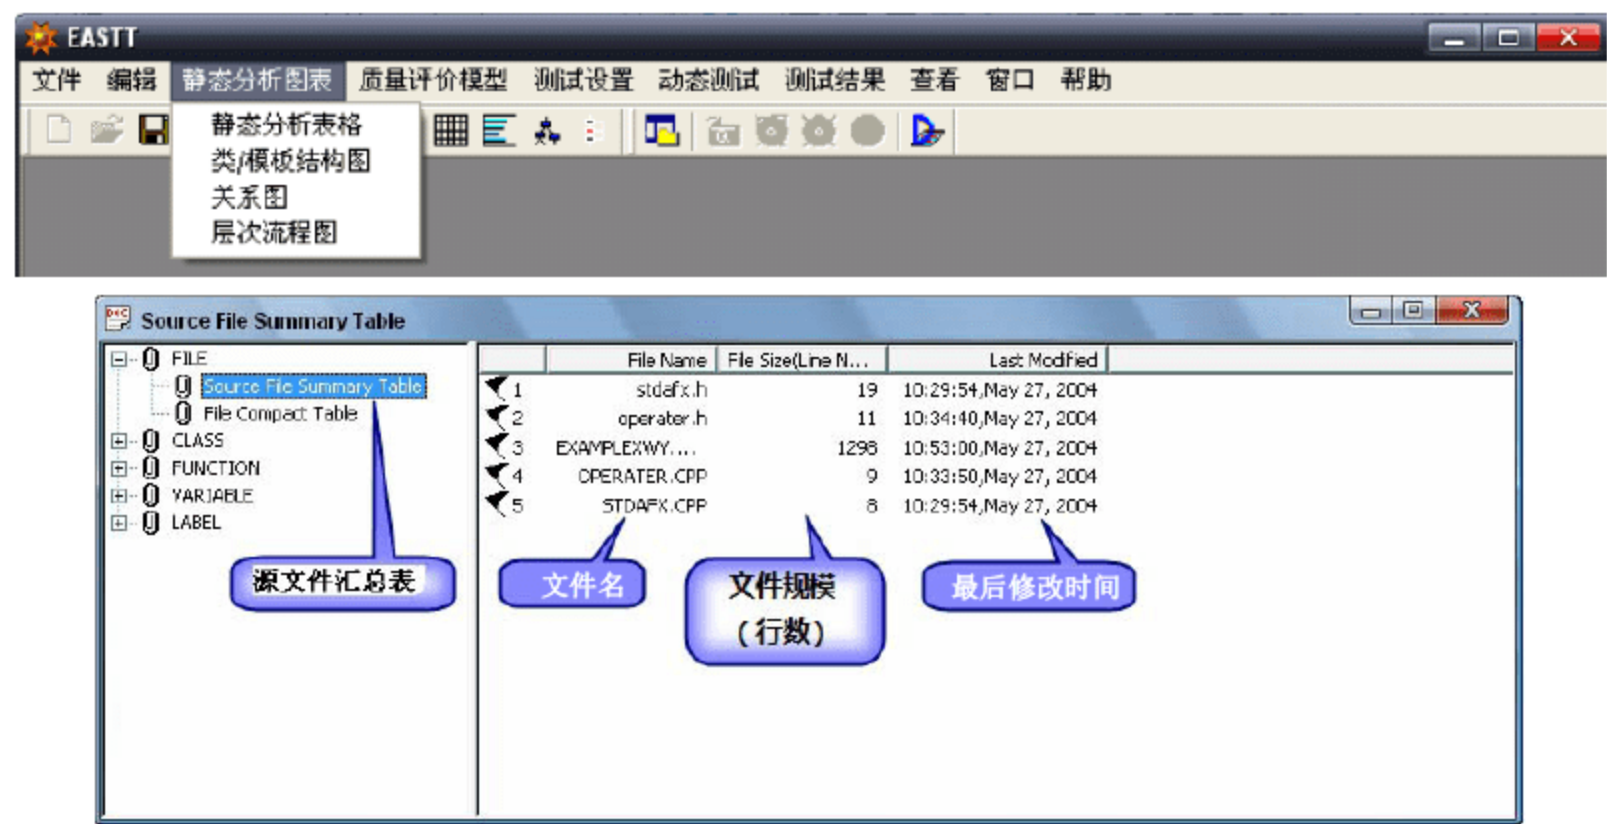 EASTT
文件 编辑 静态分析图表 质量评价模型 测试设置 动态测试 测试结果 查看 窗口 帮助
静态分析表格
类/模板结构图
关系图
层次流程图
Source File Summary Table
FILE
Source File Summary Table
File Compact Table
CLASS
FUNCTION
VARIABLE
LABEL
源文件汇总表
File Name File Size(Line N... Last Modified
1 stdafx.h 19 10:29:54,May 27, 2004
2 operater.h 11 10:34:40,May 27, 2004
3 EXAMPLEXWY.... 1298 10:53:00,May 27, 2004
4 OPERATER.CPP 9 10:33:50,May 27, 2004
5 STDAFX.CPP 8 10:29:54,May 27, 2004
文件名
文件规模
(行数)
最后修改时间